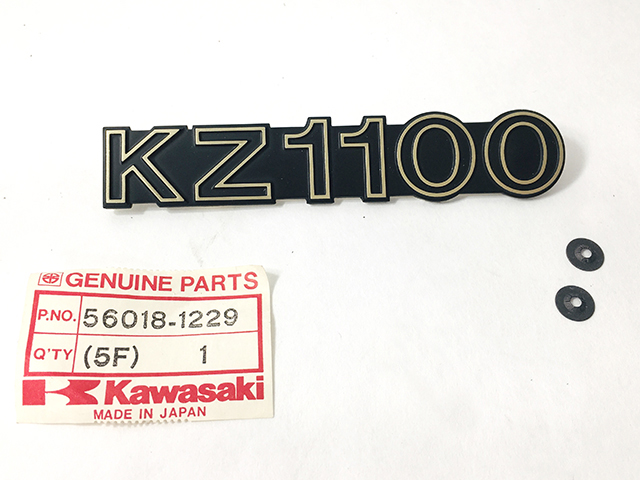 KZ1100
GENUINE PARTS
P.NO. 56018-1229
Q'TY (5F) 1
Kawasaki
MADE IN JAPAN